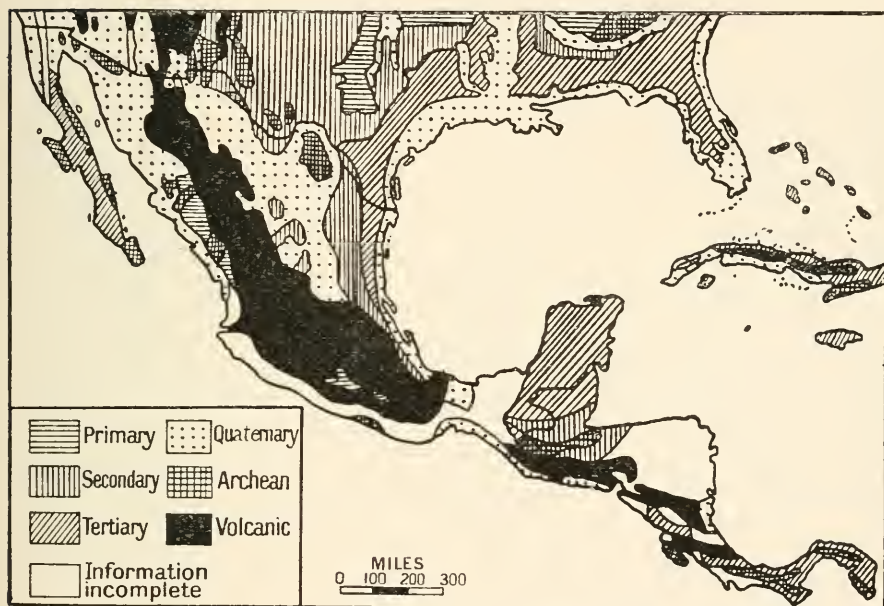 Primary
Quaternary
Secondary
Archean
Tertiary
Volcanic
Information
incomplete
MILES
0 100 200 300